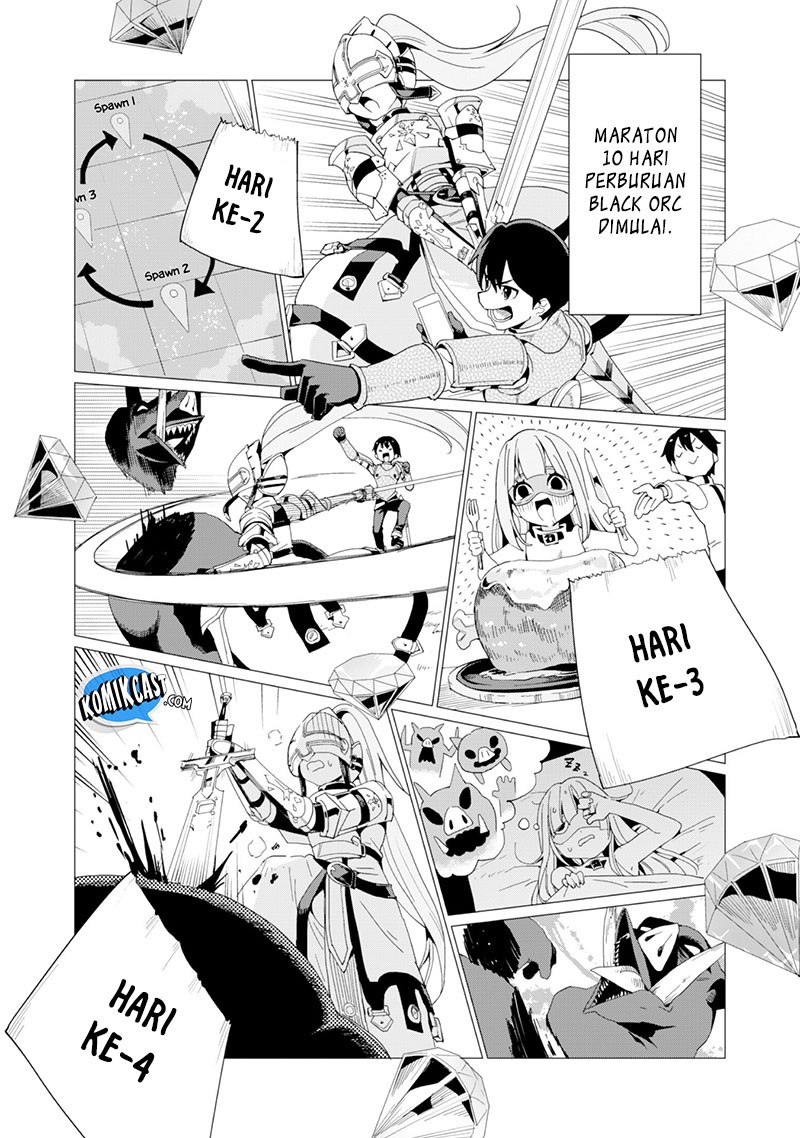 MARATON
10 HARI
PERBURUAN
BLACK ORC
DIMULAI.
Spawn 1
wn 3
Spawn 2
HARI
KE-2
HARI
KE-3
KOMIKCAST
.COM
ZZZ
HARI
KE-4